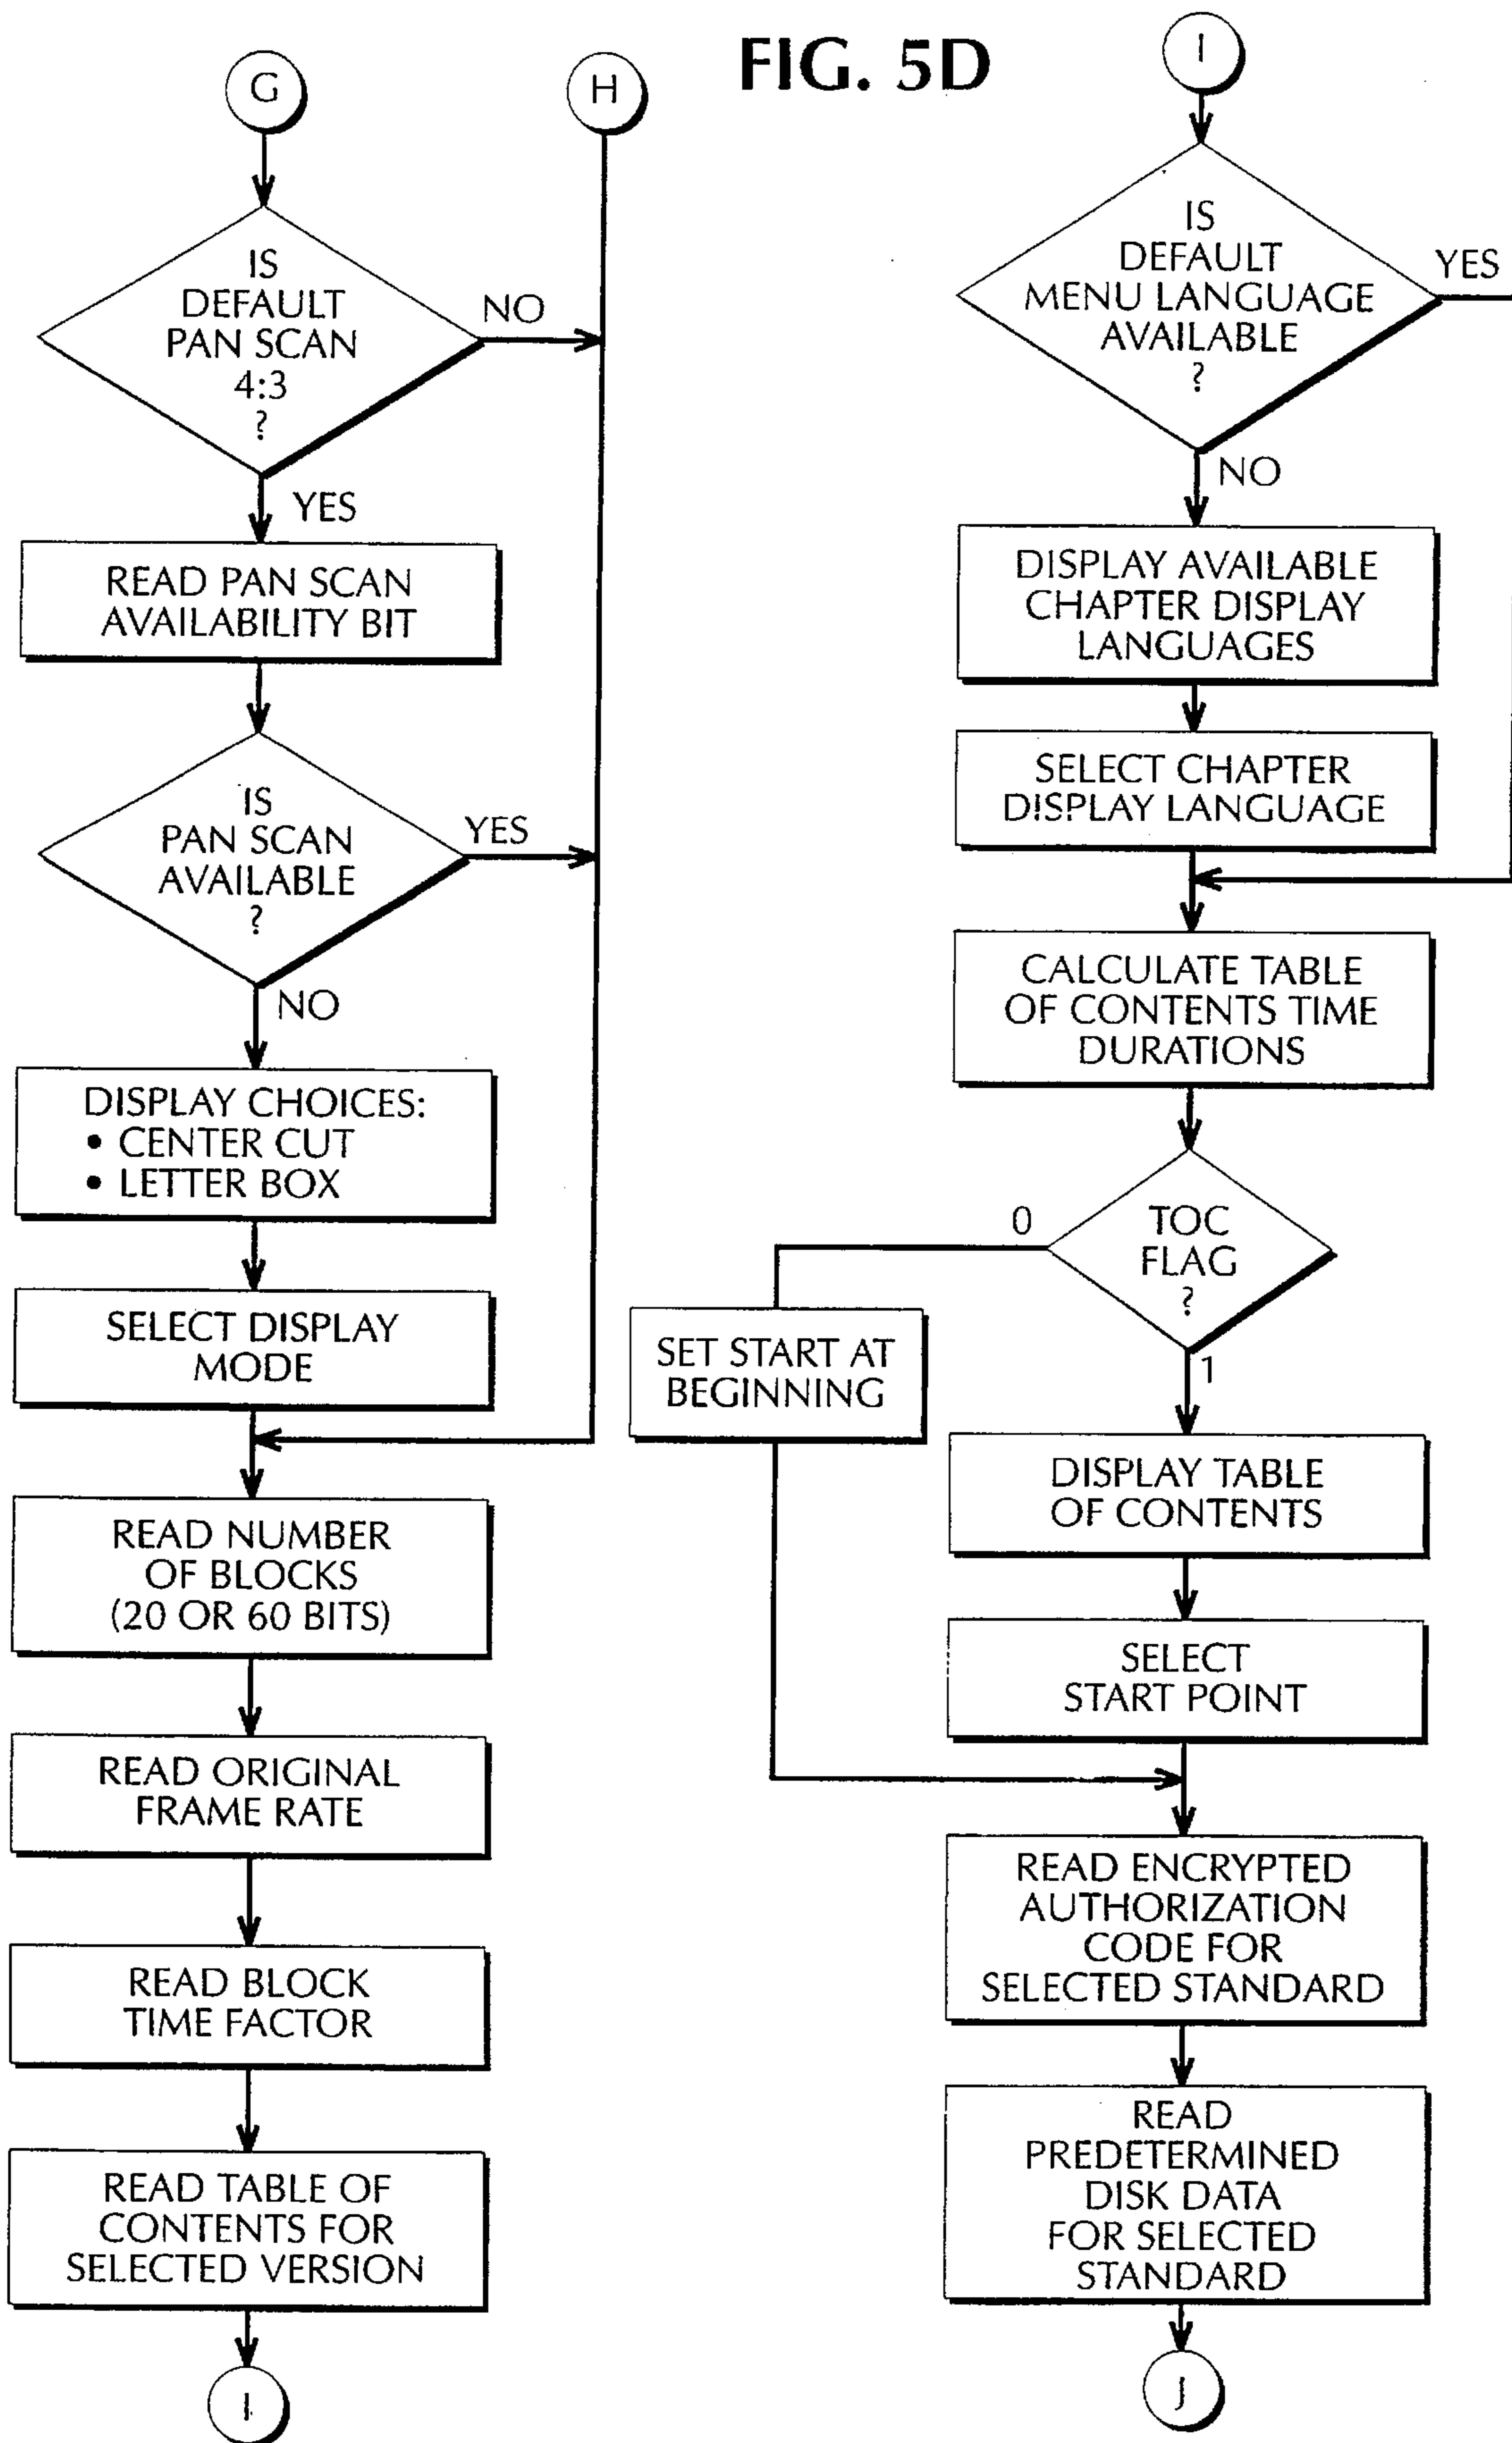 FIG. 5D
G
H
IS
DEFAULT
PAN SCAN
4:3
?
NO
YES
READ PAN SCAN
AVAILABILITY BIT
IS
PAN SCAN
AVAILABLE
?
YES
NO
DISPLAY CHOICES:
• CENTER CUT
• LETTER BOX
SELECT DISPLAY
MODE
READ NUMBER
OF BLOCKS
(20 OR 60 BITS)
READ ORIGINAL
FRAME RATE
READ BLOCK
TIME FACTOR
READ TABLE OF
CONTENTS FOR
SELECTED VERSION
I
I
IS
DEFAULT
MENU LANGUAGE
AVAILABLE
?
YES
NO
DISPLAY AVAILABLE
CHAPTER DISPLAY
LANGUAGES
SELECT CHAPTER
DISPLAY LANGUAGE
CALCULATE TABLE
OF CONTENTS TIME
DURATIONS
TOC
FLAG
?
0
1
SET START AT
BEGINNING
DISPLAY TABLE
OF CONTENTS
SELECT
START POINT
READ ENCRYPTED
AUTHORIZATION
CODE FOR
SELECTED STANDARD
READ
PREDETERMINED
DISK DATA
FOR SELECTED
STANDARD
J